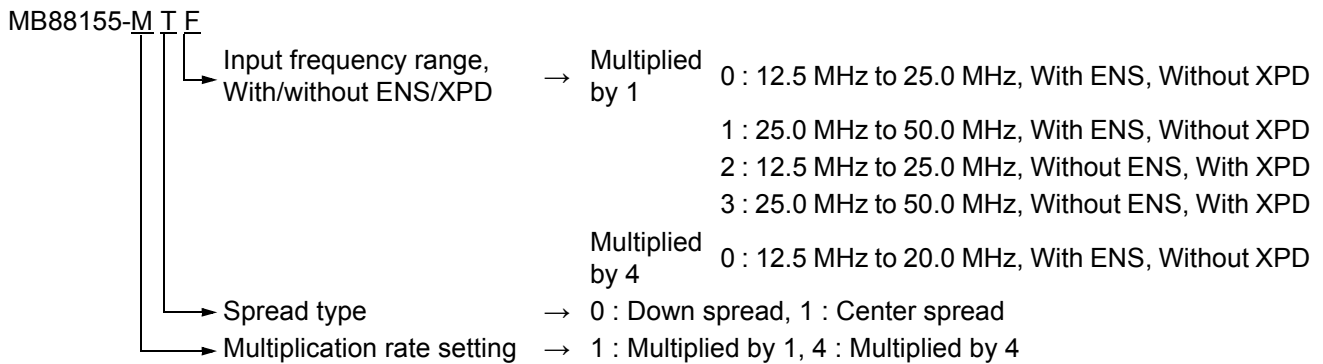 MB88155-M T F
Input frequency range, With/without ENS/XPD → Multiplied by 1 0 : 12.5 MHz to 25.0 MHz, With ENS, Without XPD
1 : 25.0 MHz to 50.0 MHz, With ENS, Without XPD
2 : 12.5 MHz to 25.0 MHz, Without ENS, With XPD
3 : 25.0 MHz to 50.0 MHz, Without ENS, With XPD
Multiplied by 4 0 : 12.5 MHz to 20.0 MHz, With ENS, Without XPD
Spread type → 0 : Down spread, 1 : Center spread
Multiplication rate setting → 1 : Multiplied by 1, 4 : Multiplied by 4